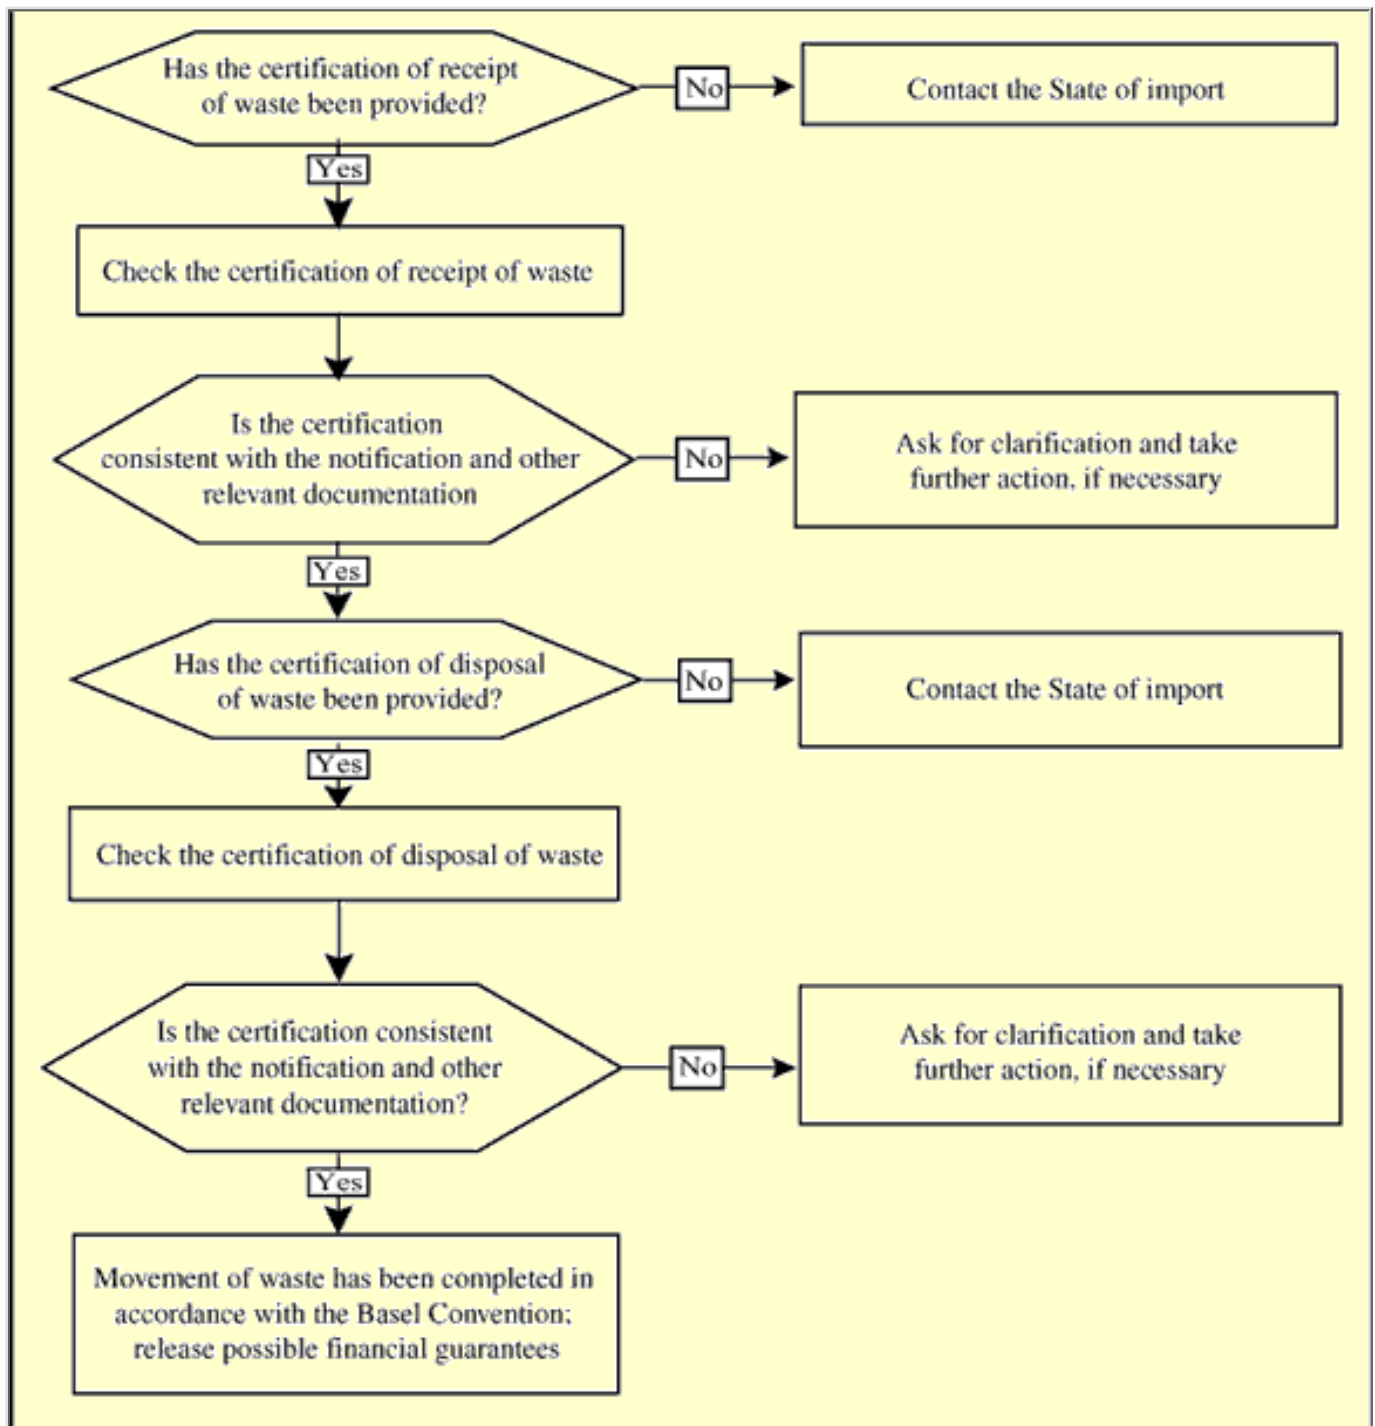 Has the certification of receipt
of waste been provided?
No
Contact the State of import
Yes
Check the certification of receipt of waste
Is the certification
consistent with the notification and other
relevant documentation
No
Ask for clarification and take
further action, if necessary
Yes
Has the certification of disposal
of waste been provided?
No
Contact the State of import
Yes
Check the certification of disposal of waste
Is the certification consistent
with the notification and other
relevant documentation?
No
Ask for clarification and take
further action, if necessary
Yes
Movement of waste has been completed in
accordance with the Basel Convention;
release possible financial guarantees